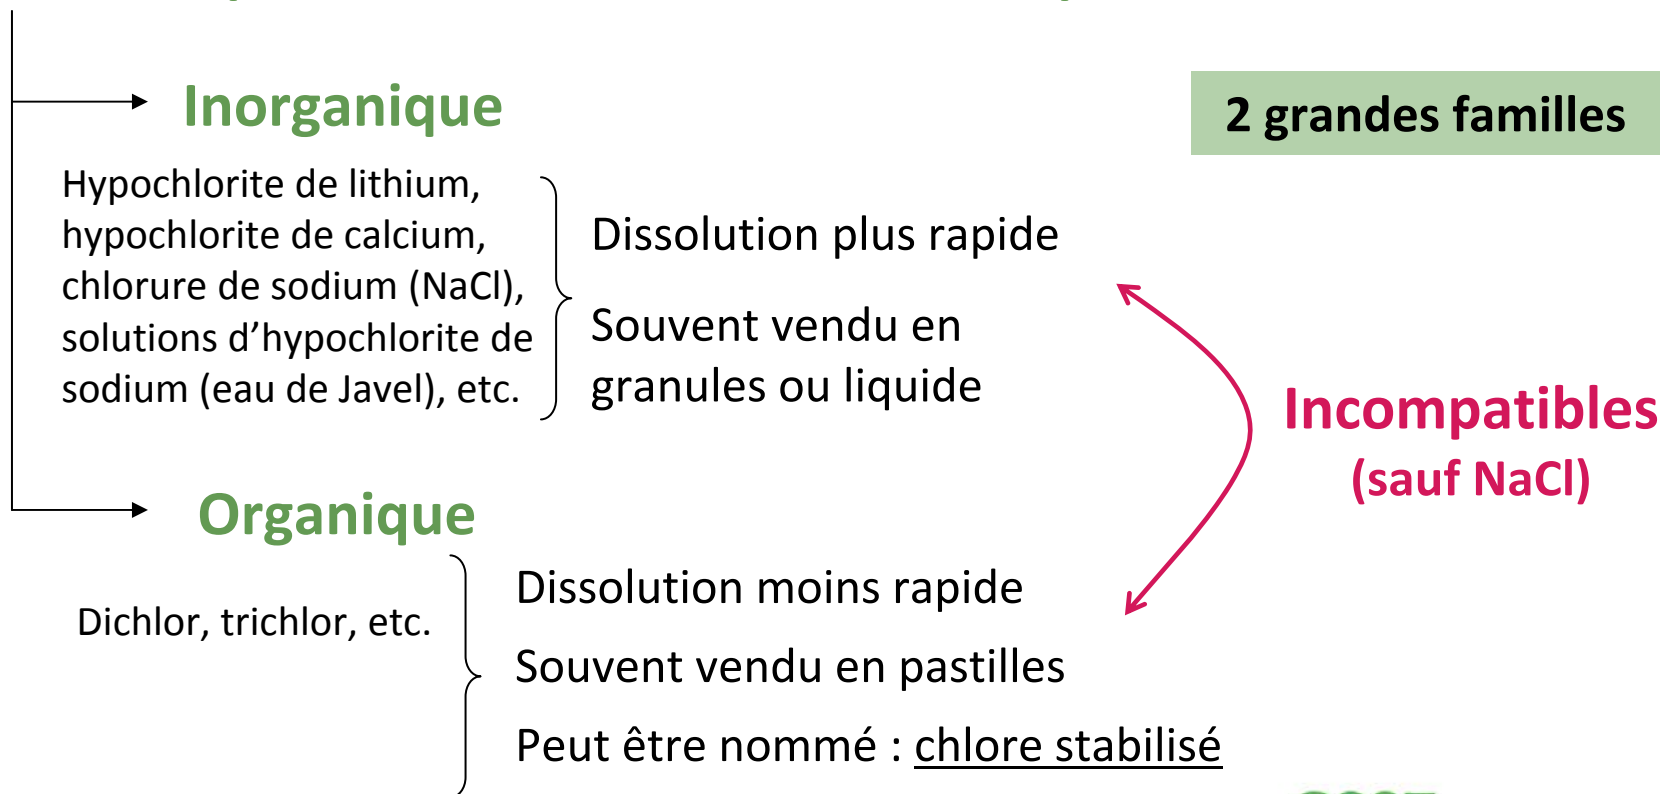 Inorganique
2 grandes familles
Hypochlorite de lithium,
hypochlorite de calcium,
chlorure de sodium (NaCl),
solutions d’hypochlorite de
sodium (eau de Javel), etc.
Dissolution plus rapide
Souvent vendu en
granules ou liquide
Incompatibles
(sauf NaCl)
Organique
Dichlor, trichlor, etc.
Dissolution moins rapide
Souvent vendu en pastilles
Peut être nommé : chlore stabilisé